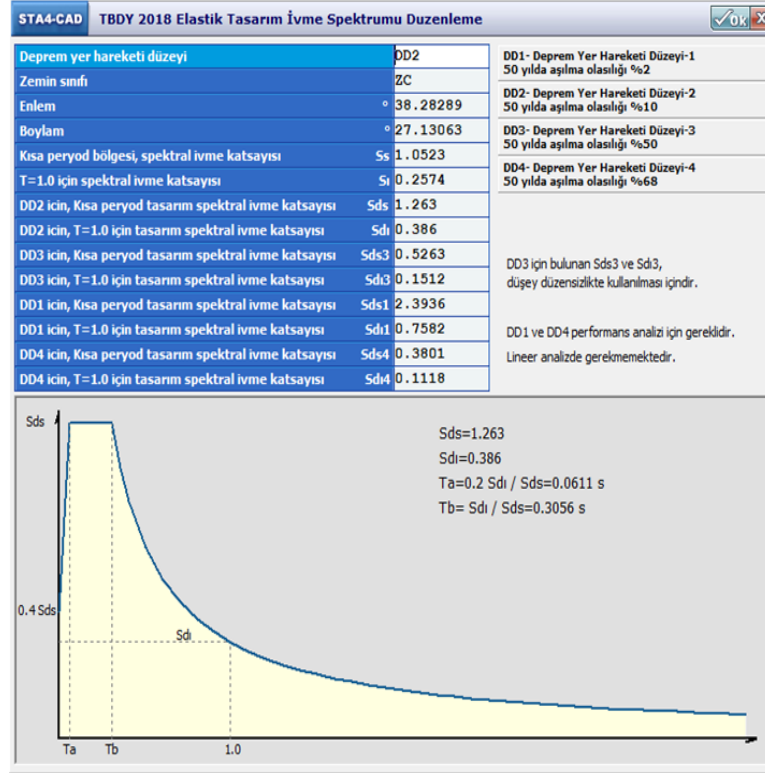 STA4-CAD TBDY 2018 Elastik Tasarım İvme Spektrumu Duzenleme √OK X
Deprem yer hareketi düzeyi DD2
Zemin sınıfı ZC
Enlem ° 38.28289
Boylam ° 27.13063
Kısa peryod bölgesi, spektral ivme katsayısı Ss 1.0523
T=1.0 için spektral ivme katsayısı Sı 0.2574
DD2 icin, Kısa peryod tasarım spektral ivme katsayısı Sds 1.263
DD2 icin, T=1.0 için tasarım spektral ivme katsayısı Sdı 0.386
DD3 icin, Kısa peryod tasarım spektral ivme katsayısı Sds3 0.5263
DD3 icin, T=1.0 için tasarım spektral ivme katsayısı Sdı3 0.1512
DD1 icin, Kısa peryod tasarım spektral ivme katsayısı Sds1 2.3936
DD1 icin, T=1.0 için tasarım spektral ivme katsayısı Sdı1 0.7582
DD4 icin, Kısa peryod tasarım spektral ivme katsayısı Sds4 0.3801
DD4 icin, T=1.0 için tasarım spektral ivme katsayısı Sdı4 0.1118
DD1- Deprem Yer Hareketi Düzeyi-1
50 yılda aşılma olasılığı %2
DD2- Deprem Yer Hareketi Düzeyi-2
50 yılda aşılma olasılığı %10
DD3- Deprem Yer Hareketi Düzeyi-3
50 yılda aşılma olasılığı %50
DD4- Deprem Yer Hareketi Düzeyi-4
50 yılda aşılma olasılığı %68
DD3 için bulunan Sds3 ve Sdı3,
düşey düzensizlikte kullanılması içindir.
DD1 ve DD4 performans analizi için gereklidir.
Lineer analizde gerekmemektedir.
Sds
Sds=1.263
Sdı=0.386
Ta=0.2 Sdı / Sds=0.0611 s
Tb= Sdı / Sds=0.3056 s
0.4 Sds
Sdı
Ta Tb 1.0